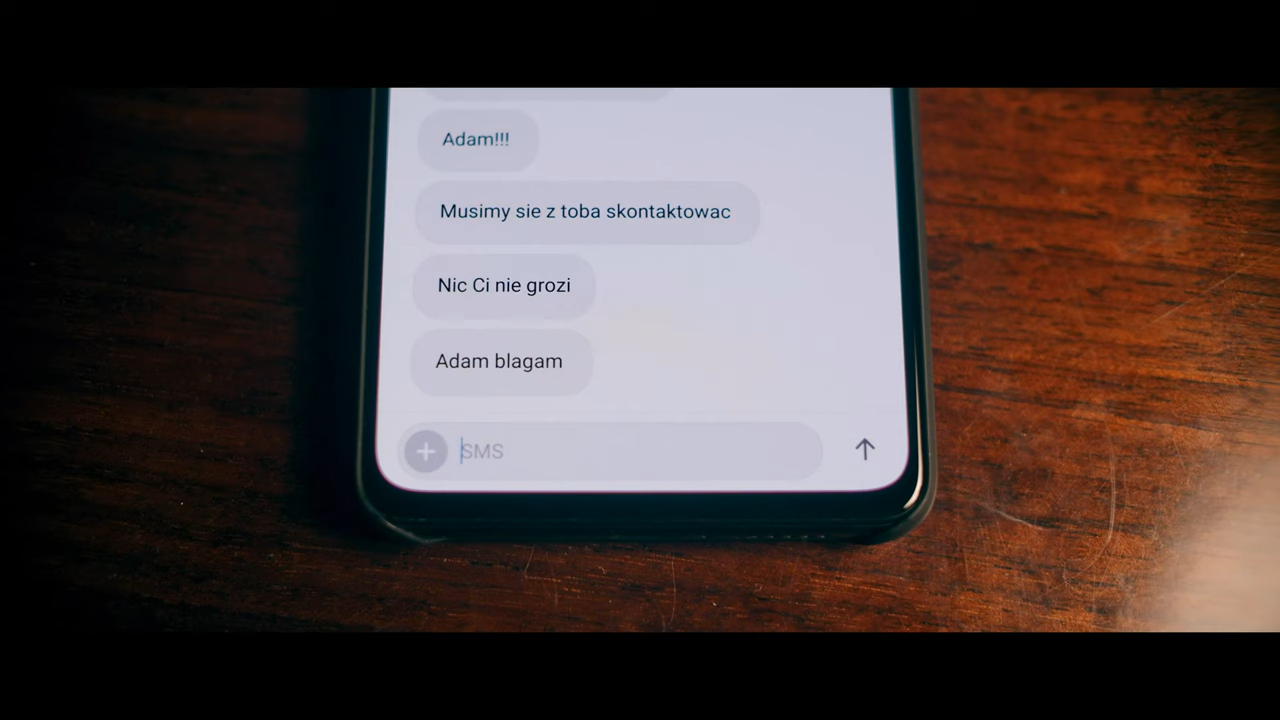 Adam!!!
Musimy sie z toba skontaktowac
Nic Ci nie grozi
Adam blagam
SMS